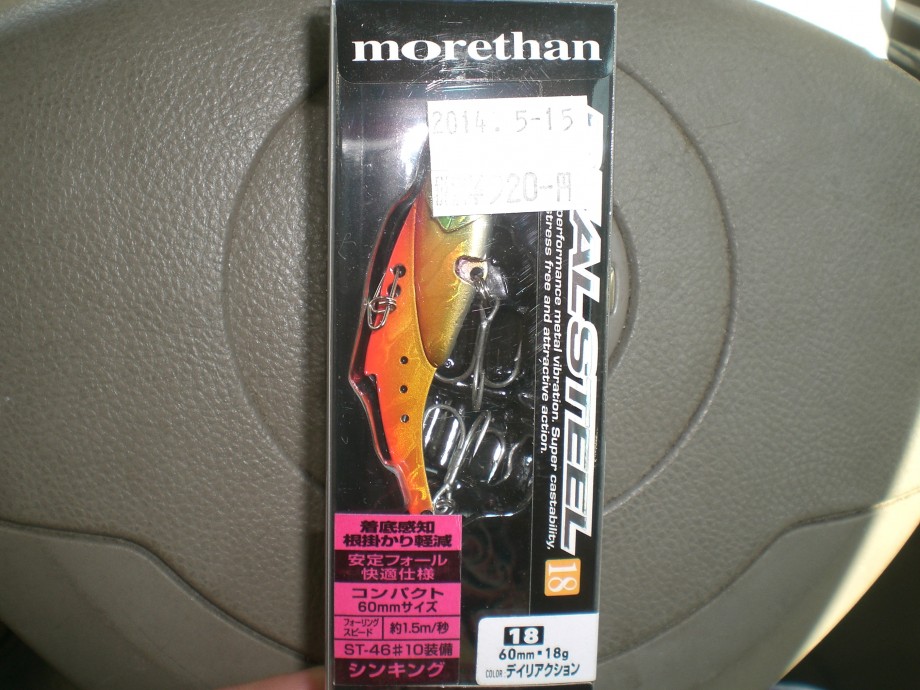 morethan
2014. 5-15
20-円
AL-STEEL
performance metal vibration. Super castability,
stress free and attractive action.
18
着底感知
根掛かり軽減
安定フォール
快適仕様
コンパクト
60mmサイズ
フォーリング
スピード
約1.5m/秒
ST-46#10装備
シンキング
18
60mm・18g
COLOR: デイリアクション